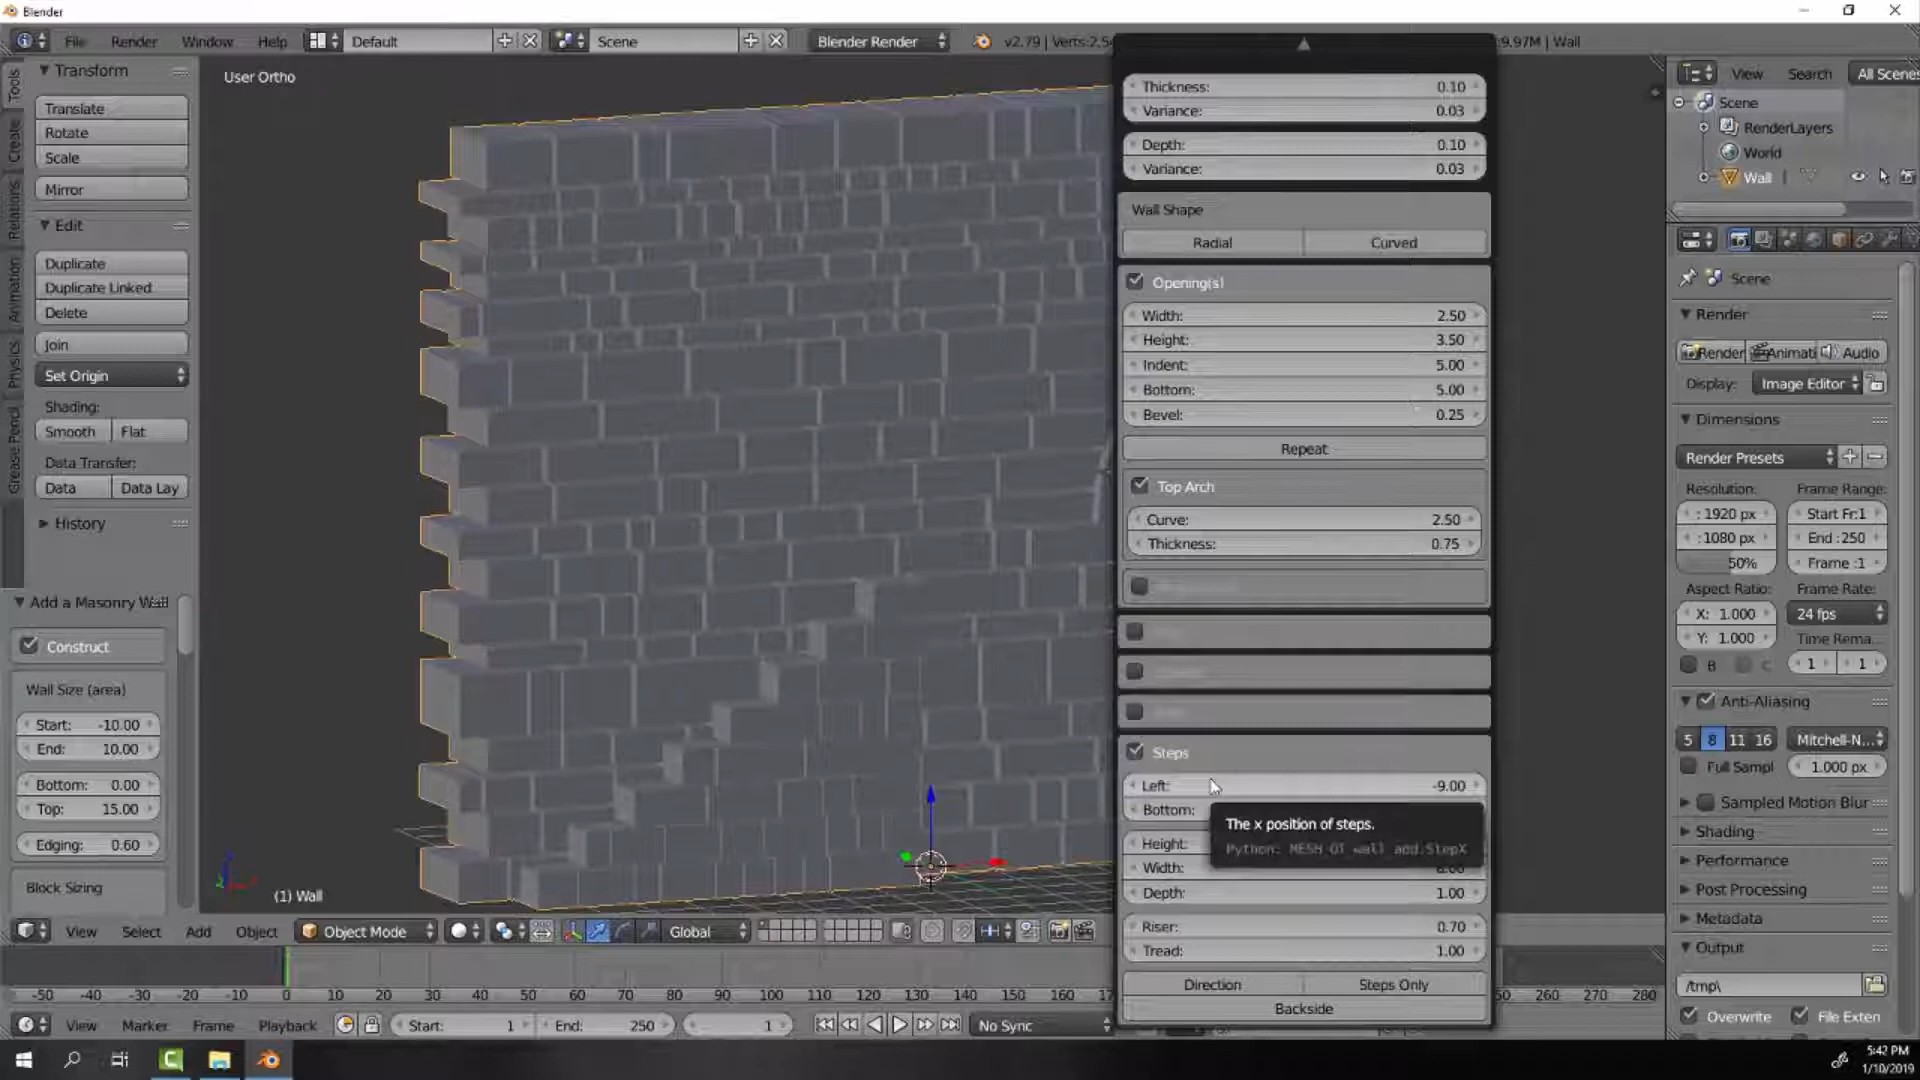 Blender
File Render Window Help Default Scene Blender Render v2.79 | Verts:2.5 9.97M | Wall
User Ortho
Tools
Create
Relations
Animation
Physics
Grease Pencil
Transform
Translate
Rotate
Scale
Mirror
Edit
Duplicate
Duplicate Linked
Delete
Join
Set Origin
Shading:
Smooth Flat
Data Transfer:
Data Data Lay
History
Add a Masonry Wall
Construct
Wall Size (area)
Start: -10.00
End: 10.00
Bottom: 0.00
Top: 15.00
Edging: 0.60
Block Sizing
(1) Wall
Thickness: 0.10
Variance: 0.03
Depth: 0.10
Variance: 0.03
Wall Shape
Radial Curved
Opening(s)
Width: 2.50
Height: 3.50
Indent: 5.00
Bottom: 5.00
Bevel: 0.25
Repeat
Top Arch
Curve: 2.50
Thickness: 0.75
Steps
Left: -9.00
Bottom:
The x position of steps.
Python: MESH_OT_wall_add.StepX
Height:
Width:
Depth: 1.00
Riser: 0.70
Tread: 1.00
Direction Steps Only
Backside
View Search All Scenes
Scene
RenderLayers
World
Wall
Scene
Render
Render Animati Audio
Display: Image Editor
Dimensions
Render Presets
Resolution: Frame Range:
: 1920 px Start Fr:1
:1080 px End :250
50% Frame :1
Aspect Ratio: Frame Rate:
X: 1.000 24 fps
Y: 1.000 Time Rema...
B C 1 1
Anti-Aliasing
5 8 11 16 Mitchell-N...
Full Sampl 1.000 px
Sampled Motion Blur
Shading
Performance
Post Processing
Metadata
Output
/tmp\
Overwrite File Exten
View Select Add Object Object Mode Global
-50 -40 -30 -20 -10 0 10 20 30 40 50 60 70 80 90 100 110 120 130 140 150 160 17 50 260 270 280
View Marker Frame Playback Start: 1 End: 250 1 No Sync
5:42 PM
1/10/2019